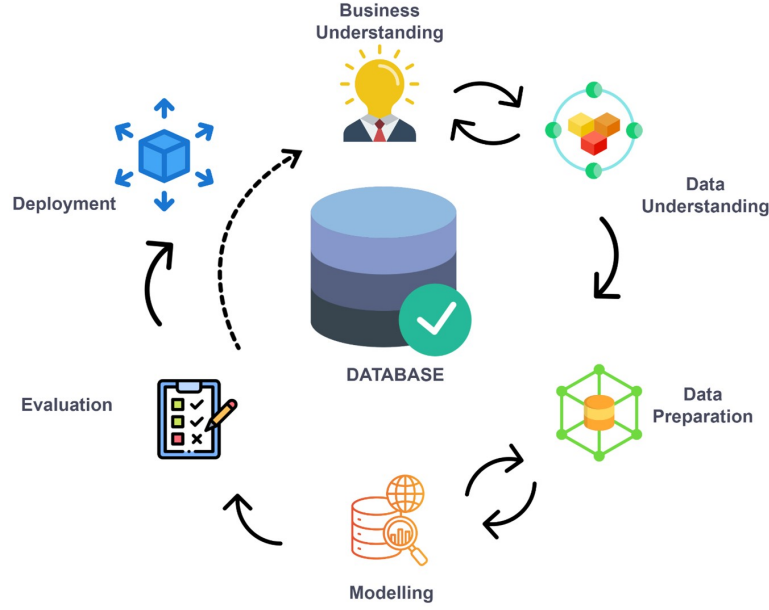 Business
Understanding
Data
Understanding
Data
Preparation
Modelling
Evaluation
Deployment
DATABASE